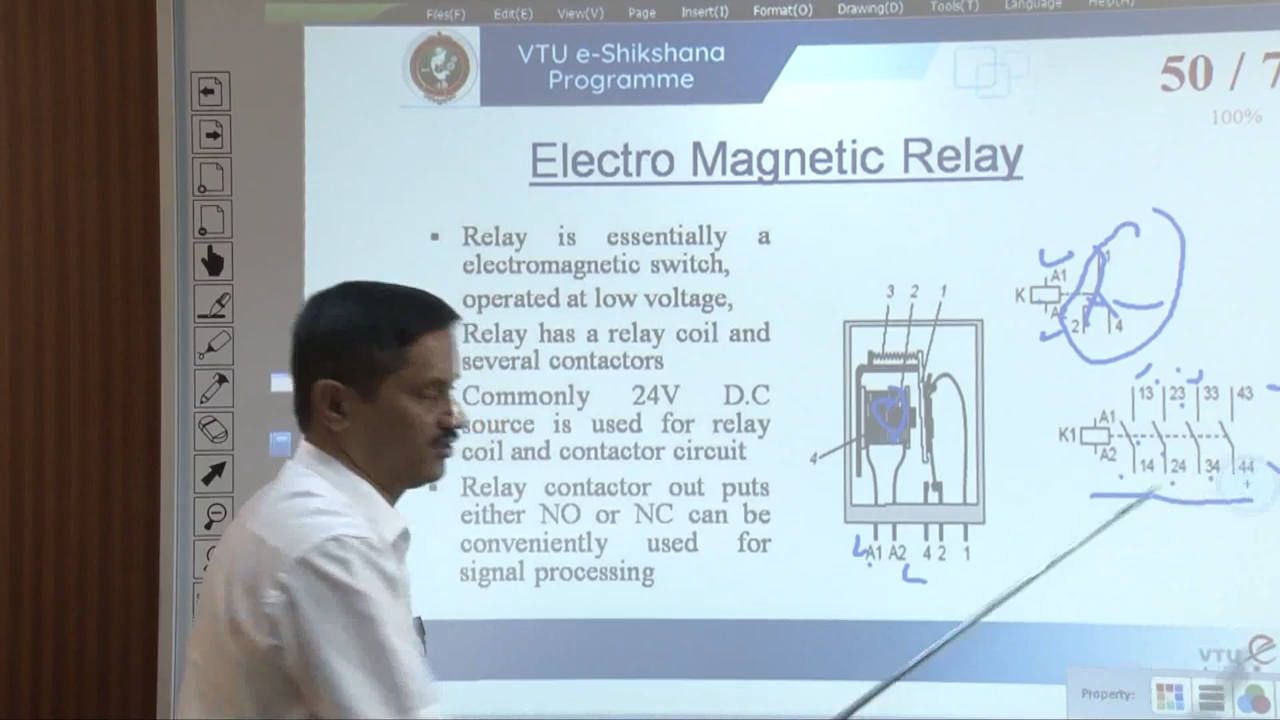 Files(F) Edit(E) View(V) Page Insert(I) Format(O) Drawing(D) Tools(T) Language Help(H)
VTU e-Shikshana
Programme
50 / 7
100%
Electro Magnetic Relay
▪ Relay is essentially a
electromagnetic switch,
operated at low voltage,
Relay has a relay coil and
several contactors
Commonly 24V D.C
source is used for relay
coil and contactor circuit
▪ Relay contactor out puts
either NO or NC can be
conveniently used for
signal processing
3 2 1
4
A1 A2 4 2 1
A1
K
2 4
13 23 33 43
A1
K1
A2
14 24 34 44
VTU e
Property: